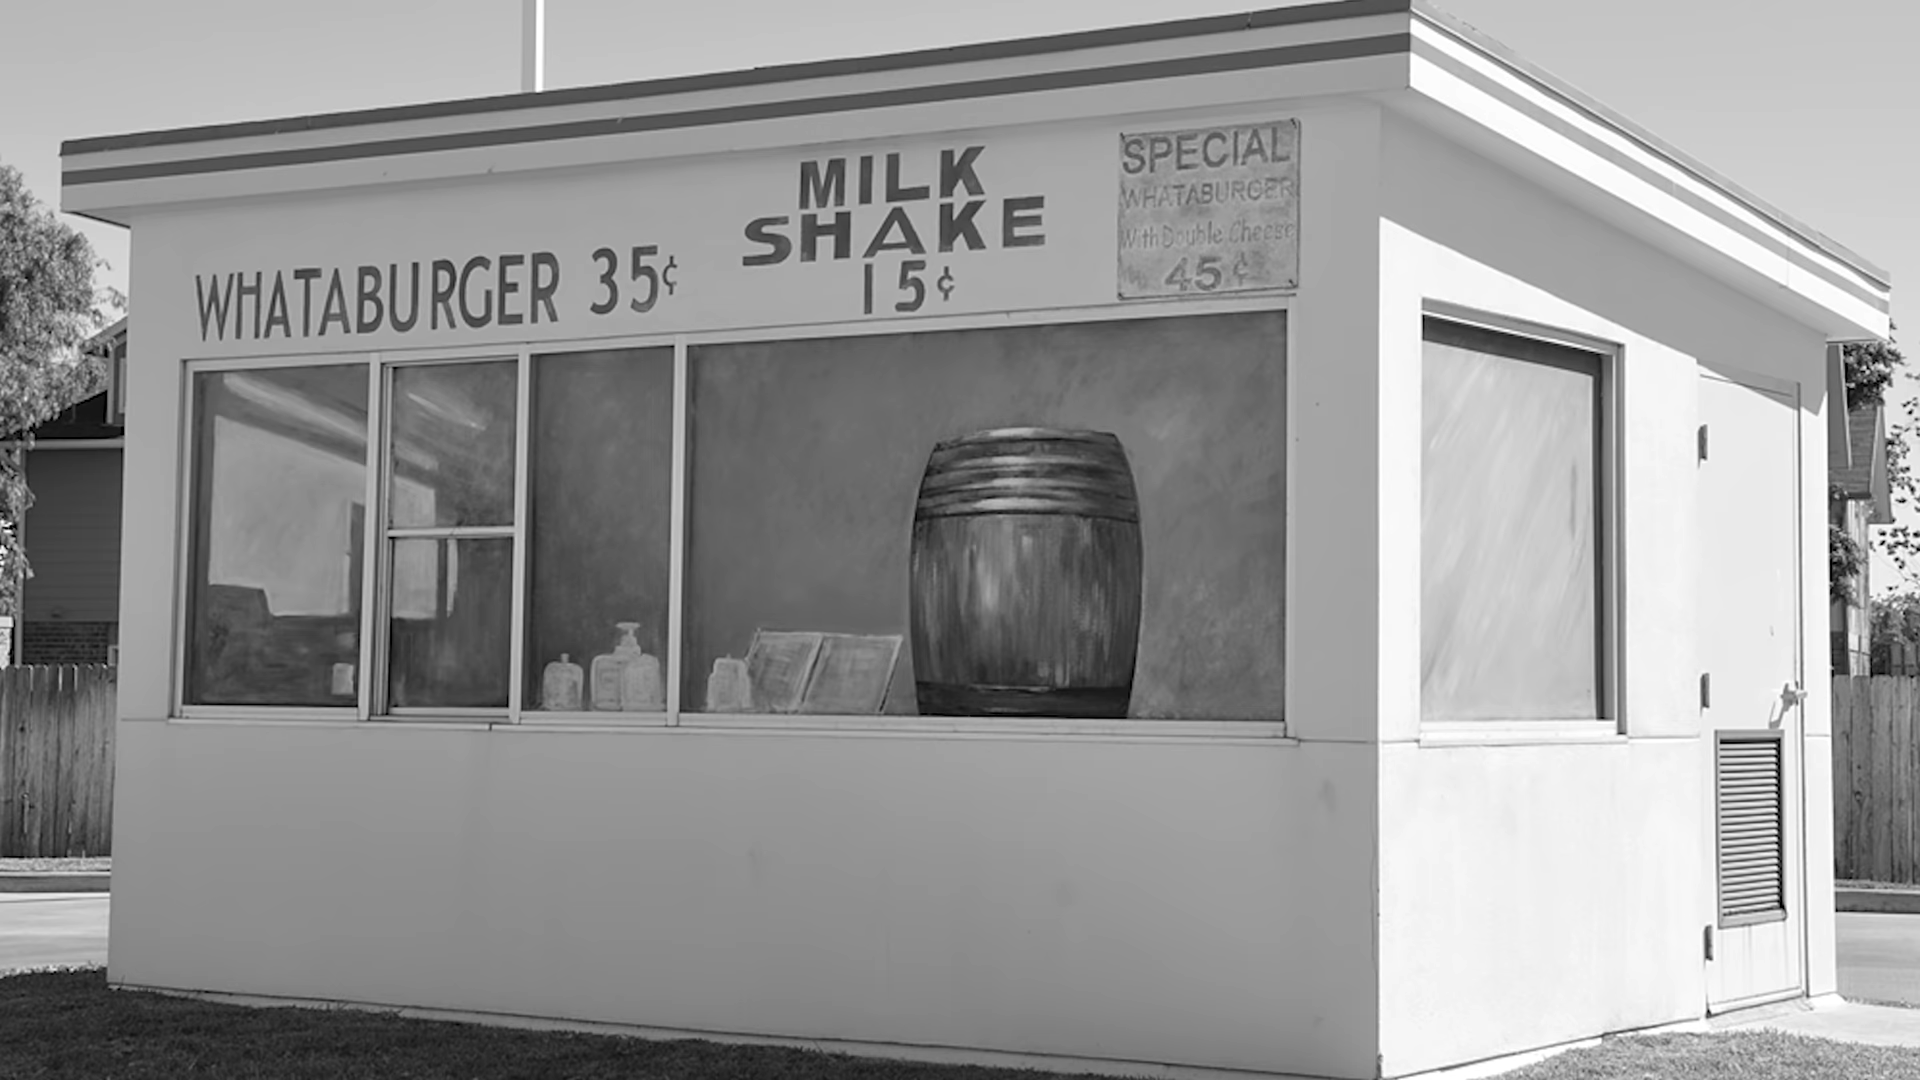 WHATABURGER 35¢
MILK
SHAKE
15¢
SPECIAL
WHATABURGER
With Double Cheese
45¢